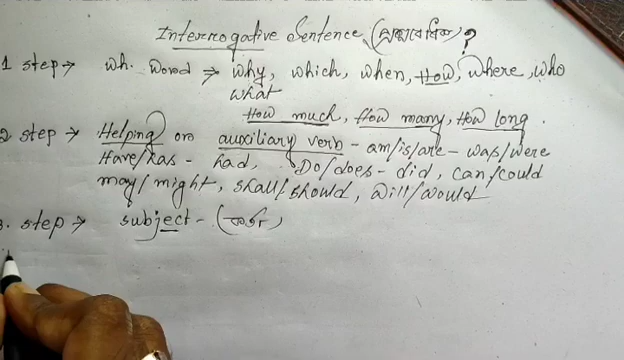 Interrogative Sentence (প্রশ্নবোধক)?
1 step → wh. Word ⇒ why, which, when, How, where, who
what
How much, How many, How long.
2 step → Helping or auxiliary verb - am/is/are - was/were
Have/has - had, Do/does - did, can/could
may/might, shall/should, will/would
3. step → subject - (কর্তা)